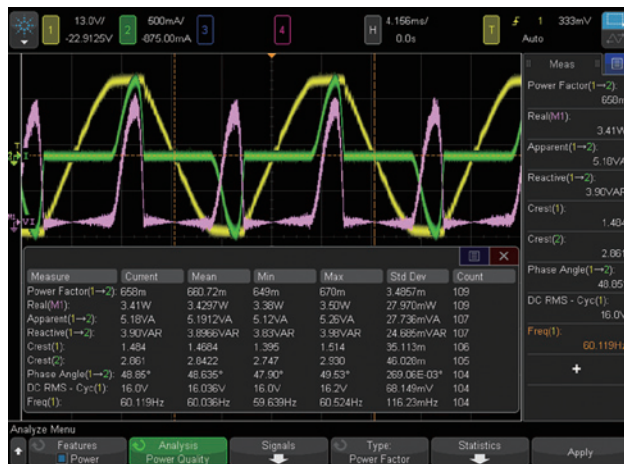 1 13.0V/ 2 500mA/ 3 4 H 4.156ms/ T 1 333mV
-22.9125V -875.00mA 0.0s Auto
Meas
Power Factor(1→2):
658m
Real(M1):
3.41W
Apparent(1→2):
5.18VA
Reactive(1→2):
3.90VAR
Crest(1):
1.484
Crest(2):
2.861
Phase Angle(1→2):
48.85°
DC RMS - Cyc(1):
16.0V
Freq(1):
60.119Hz
Measure Current Mean Min Max Std Dev Count
Power Factor(1→2): 658m 660.72m 649m 670m 3.4857m 109
Real(M1): 3.41W 3.4297W 3.38W 3.50W 27.970mW 109
Apparent(1→2): 5.18VA 5.1912VA 5.12VA 5.26VA 27.736mVA 107
Reactive(1→2): 3.90VAR 3.8966VAR 3.83VAR 3.98VAR 24.685mVAR 107
Crest(1): 1.484 1.4684 1.395 1.514 35.113m 106
Crest(2): 2.861 2.8422 2.747 2.930 46.028m 105
Phase Angle(1→2): 48.85° 48.635° 47.90° 49.53° 269.06E-03° 104
DC RMS - Cyc(1): 16.0V 16.036V 16.0V 16.2V 68.149mV 104
Freq(1): 60.119Hz 60.036Hz 59.639Hz 60.524Hz 116.23mHz 104
Analyze Menu
Features Analysis Signals Type: Statistics Apply
Power Power Quality Power Factor